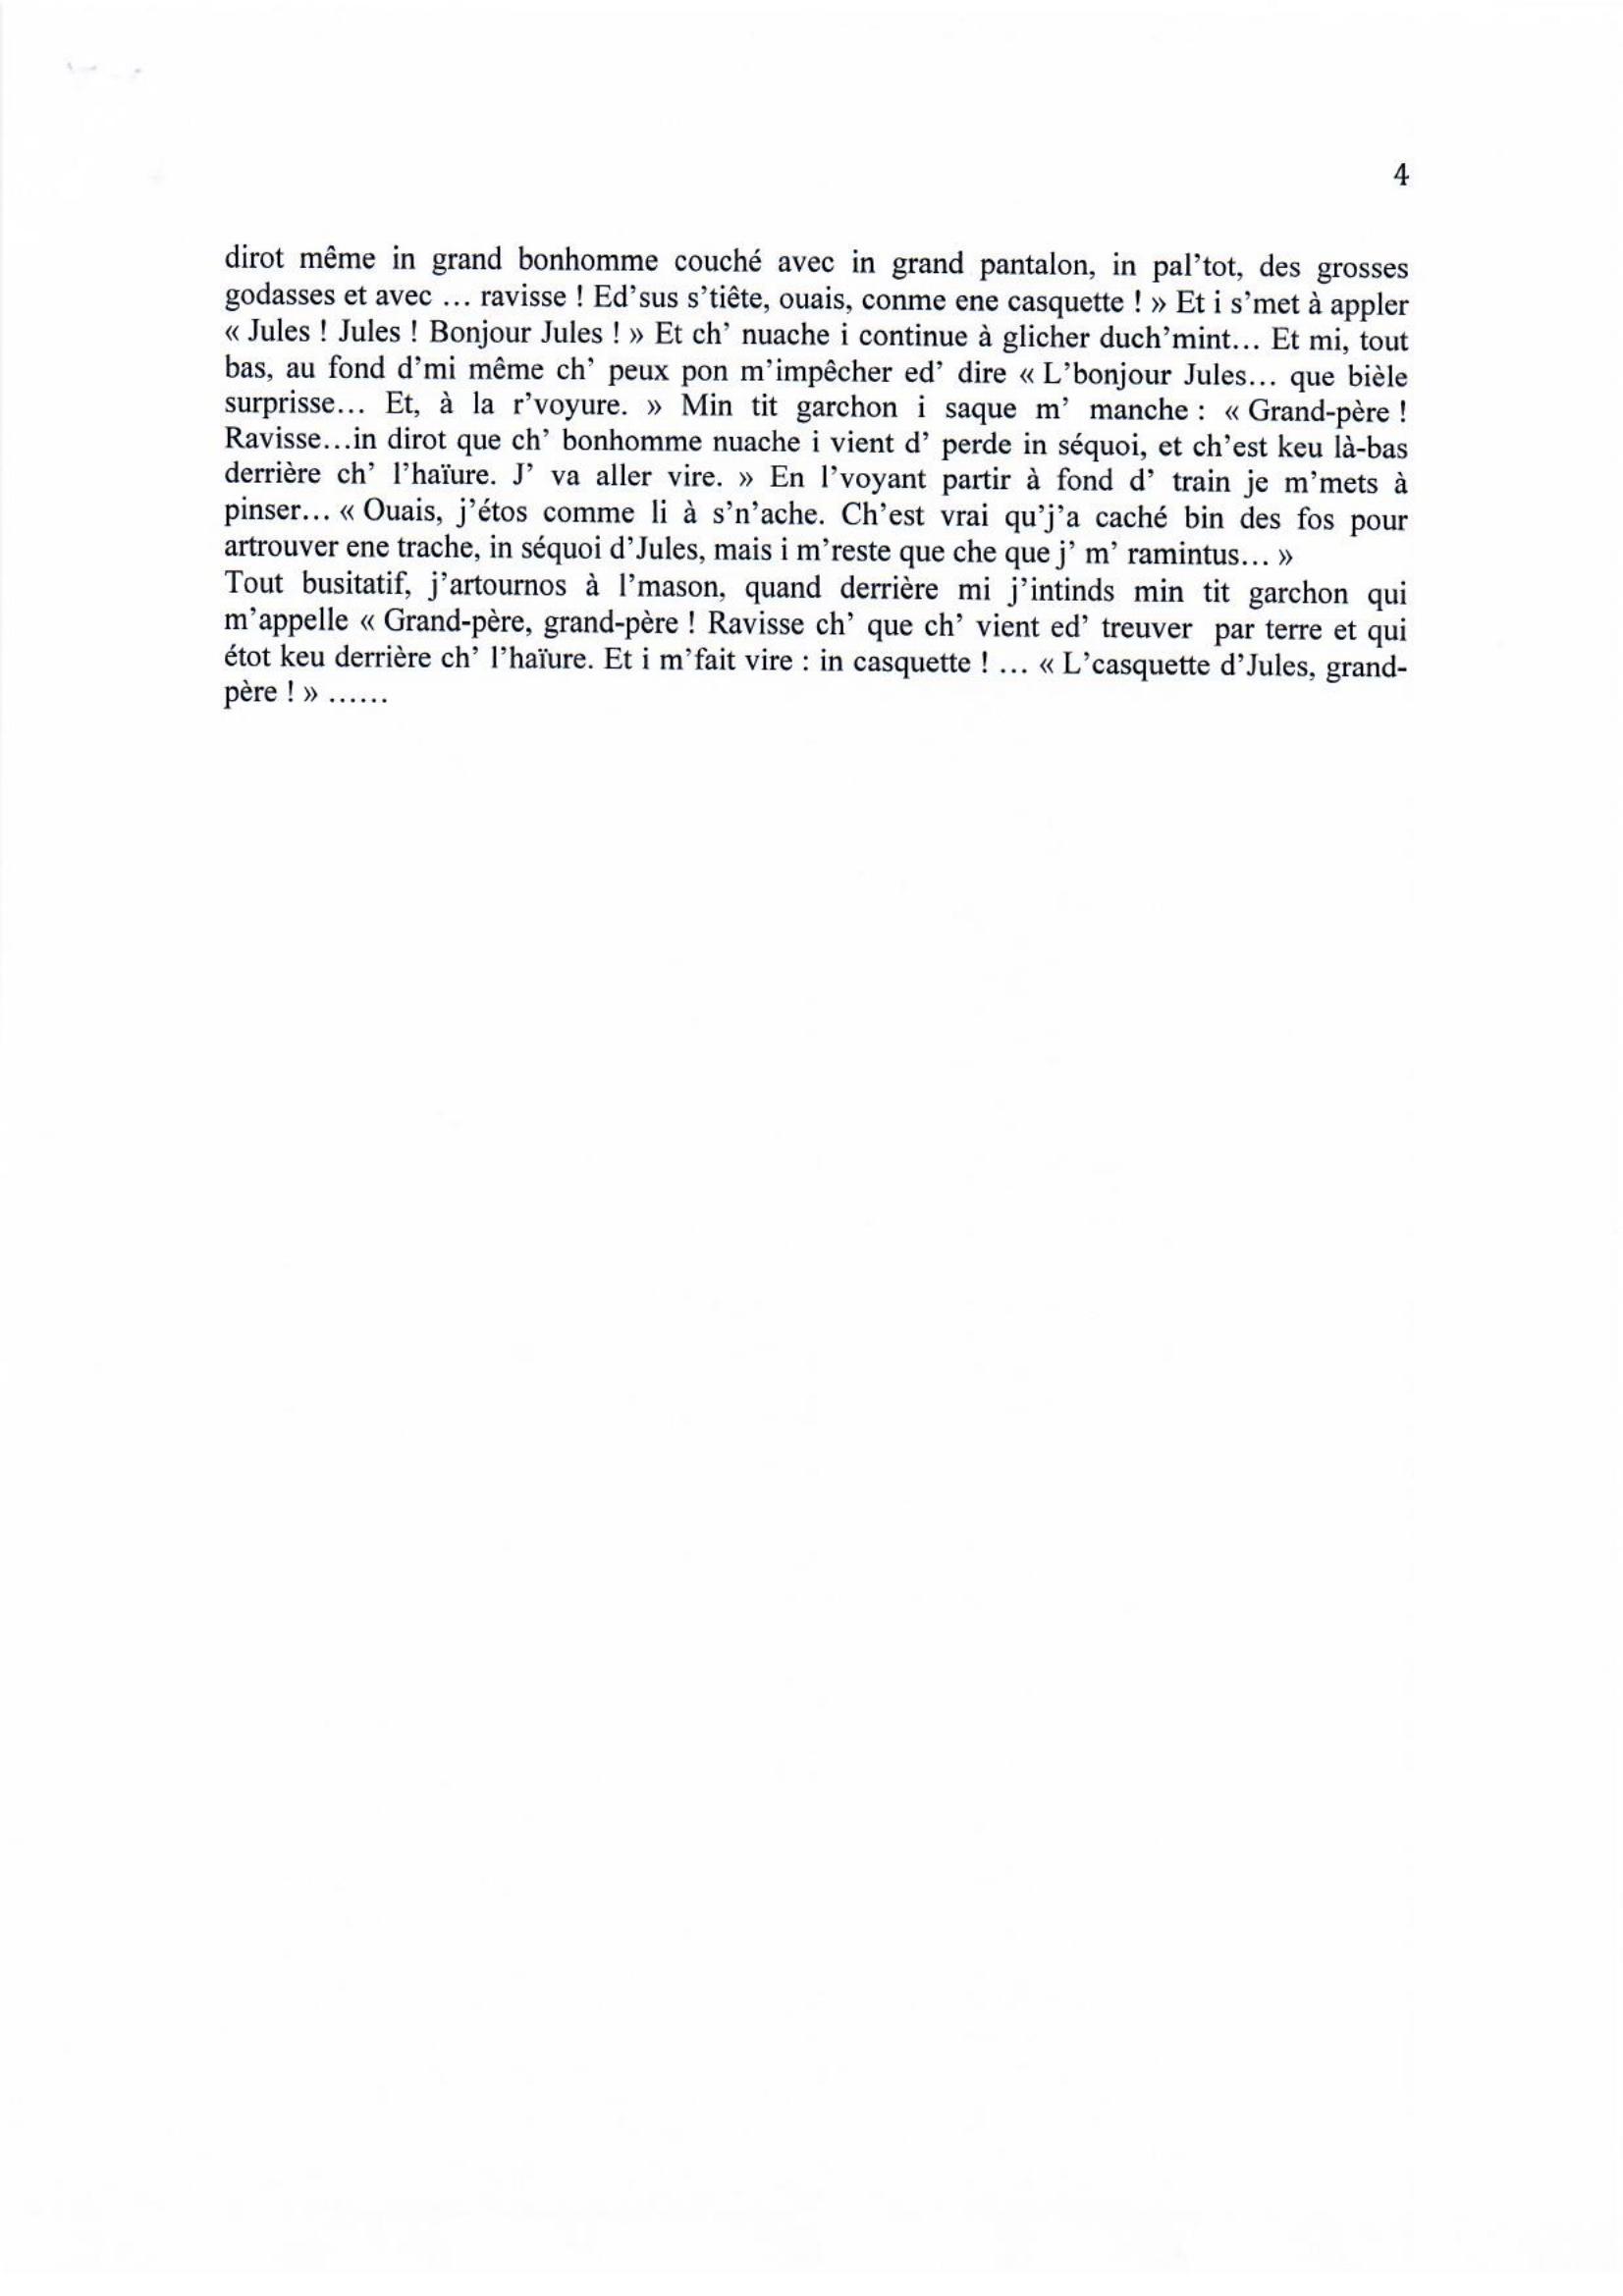 4
dirot même in grand bonhomme couché avec in grand pantalon, in pal’tot, des grosses
godasses et avec … ravisse ! Ed’sus s’tiête, ouais, conme ene casquette ! » Et i s’met à appler
« Jules ! Jules ! Bonjour Jules ! » Et ch’ nuache i continue à glicher duch’mint… Et mi, tout
bas, au fond d’mi même ch’ peux pon m’impêcher ed’ dire « L’bonjour Jules… que bièle
surprisse… Et, à la r’voyure. » Min tit garchon i saque m’ manche : « Grand-père !
Ravisse…in dirot que ch’ bonhomme nuache i vient d’ perde in séquoi, et ch’est keu là-bas
derrière ch’ l’haïure. J’ va aller vire. » En l’voyant partir à fond d’ train je m’mets à
pinser… « Ouais, j’étos comme li à s’n’ache. Ch’est vrai qu’j’a caché bin des fos pour
artrouver ene trache, in séquoi d’Jules, mais i m’reste que che que j’ m’ ramintus… »
Tout busitatif, j’artournos à l’mason, quand derrière mi j’intinds min tit garchon qui
m’appelle « Grand-père, grand-père ! Ravisse ch’ que ch’ vient ed’ treuver par terre et qui
étot keu derrière ch’ l’haïure. Et i m’fait vire : in casquette ! … « L’casquette d’Jules, grand-
père ! » ……